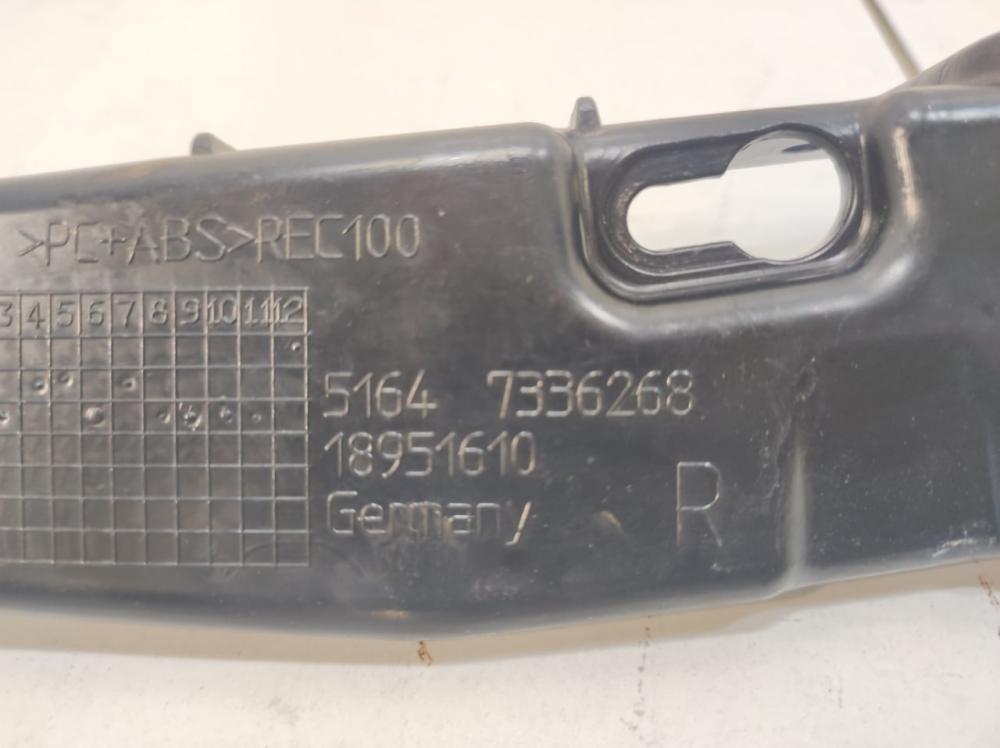 >PC+ABS>REC100
3 4 5 6 7 8 9 10 11 12
5164 7336268
18951610
Germany
R